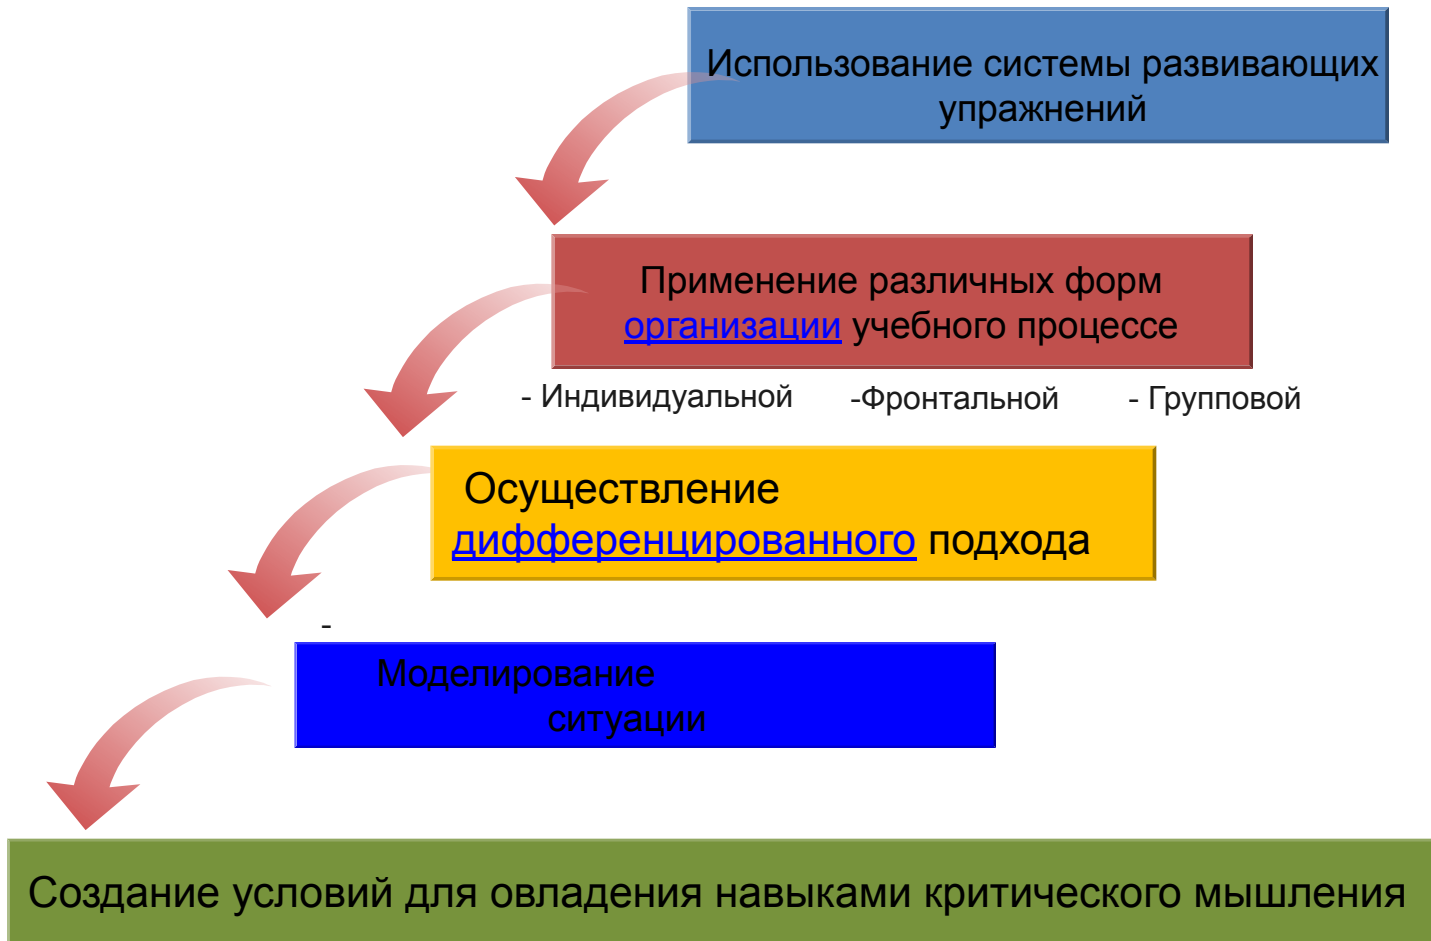 Использование системы развивающих
упражнений
Применение различных форм
организации учебного процессе
- Индивидуальной -Фронтальной - Групповой
Осуществление
дифференцированного подхода
-
Моделирование
ситуации
Создание условий для овладения навыками критического мышления